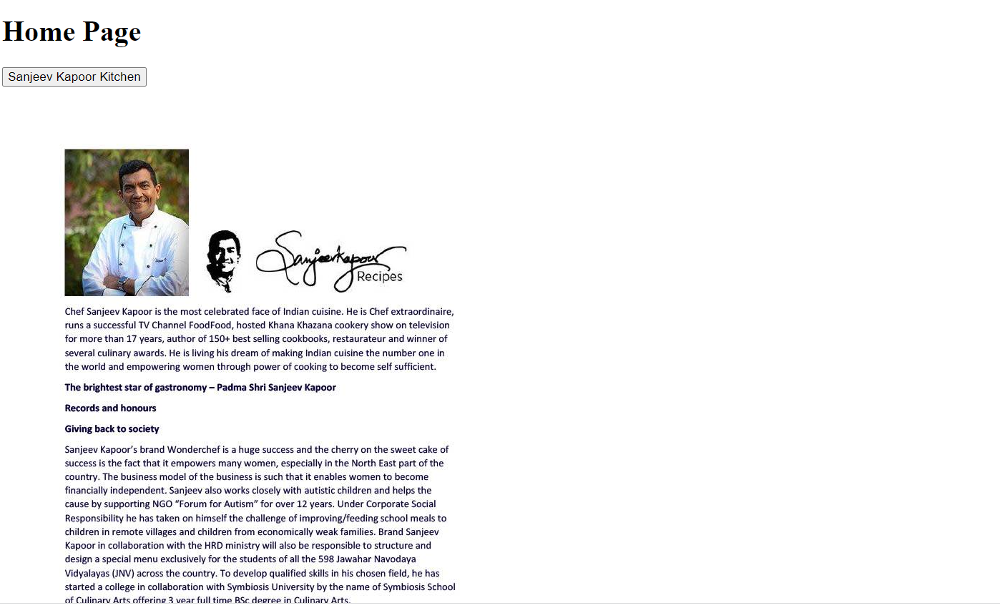 Home Page
Sanjeev Kapoor Kitchen
Sanjeev Kapoor
Recipes
Chef Sanjeev Kapoor is the most celebrated face of Indian cuisine. He is Chef extraordinaire,
runs a successful TV Channel FoodFood, hosted Khana Khazana cookery show on television
for more than 17 years, author of 150+ best selling cookbooks, restaurateur and winner of
several culinary awards. He is living his dream of making Indian cuisine the number one in
the world and empowering women through power of cooking to become self sufficient.
The brightest star of gastronomy – Padma Shri Sanjeev Kapoor
Records and honours
Giving back to society
Sanjeev Kapoor’s brand Wonderchef is a huge success and the cherry on the sweet cake of
success is the fact that it empowers many women, especially in the North East part of the
country. The business model of the business is such that it enables women to become
financially independent. Sanjeev also works closely with autistic children and helps the
cause by supporting NGO “Forum for Autism” for over 12 years. Under Corporate Social
Responsibility he has taken on himself the challenge of improving/feeding school meals to
children in remote villages and children from economically weak families. Brand Sanjeev
Kapoor in collaboration with the HRD ministry will also be responsible to structure and
design a special menu exclusively for the students of all the 598 Jawahar Navodaya
Vidyalayas (JNV) across the country. To develop qualified skills in his chosen field, he has
started a college in collaboration with Symbiosis University by the name of Symbiosis School
of Culinary Arts offering 3 year full time BSc degree in Culinary Arts.